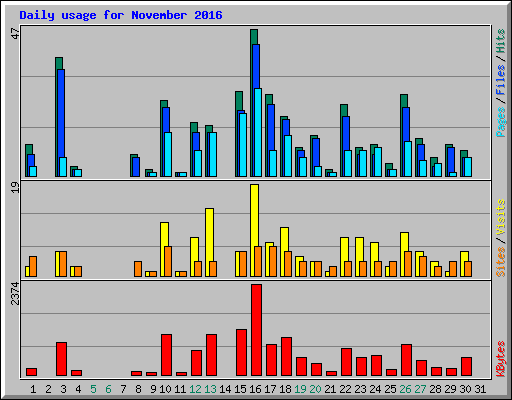 Daily usage for November 2016
47
Pages / Files / Hits
19
Sites / Visits
2374
KBytes
1 2 3 4 5 6 7 8 9 10 11 12 13 14 15 16 17 18 19 20 21 22 23 24 25 26 27 28 29 30 31